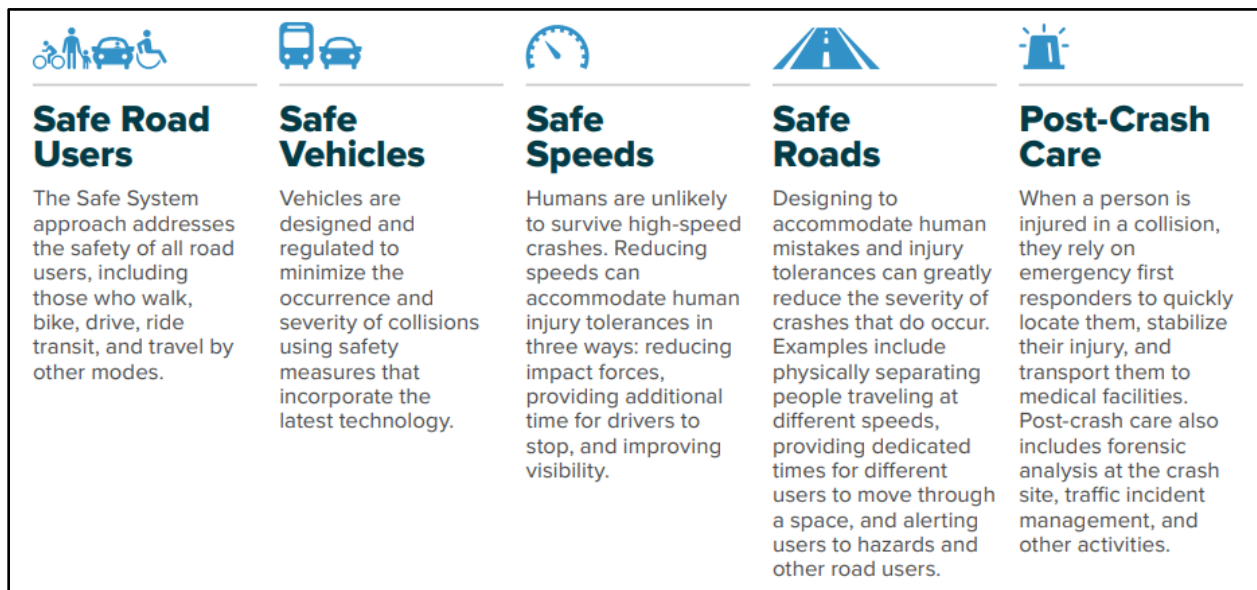 Safe Road
Users
The Safe System
approach addresses
the safety of all road
users, including
those who walk,
bike, drive, ride
transit, and travel by
other modes.
Safe
Vehicles
Vehicles are
designed and
regulated to
minimize the
occurrence and
severity of collisions
using safety
measures that
incorporate the
latest technology.
Safe
Speeds
Humans are unlikely
to survive high-speed
crashes. Reducing
speeds can
accommodate human
injury tolerances in
three ways: reducing
impact forces,
providing additional
time for drivers to
stop, and improving
visibility.
Safe
Roads
Designing to
accommodate human
mistakes and injury
tolerances can greatly
reduce the severity of
crashes that do occur.
Examples include
physically separating
people traveling at
different speeds,
providing dedicated
times for different
users to move through
a space, and alerting
users to hazards and
other road users.
Post-Crash
Care
When a person is
injured in a collision,
they rely on
emergency first
responders to quickly
locate them, stabilize
their injury, and
transport them to
medical facilities.
Post-crash care also
includes forensic
analysis at the crash
site, traffic incident
management, and
other activities.